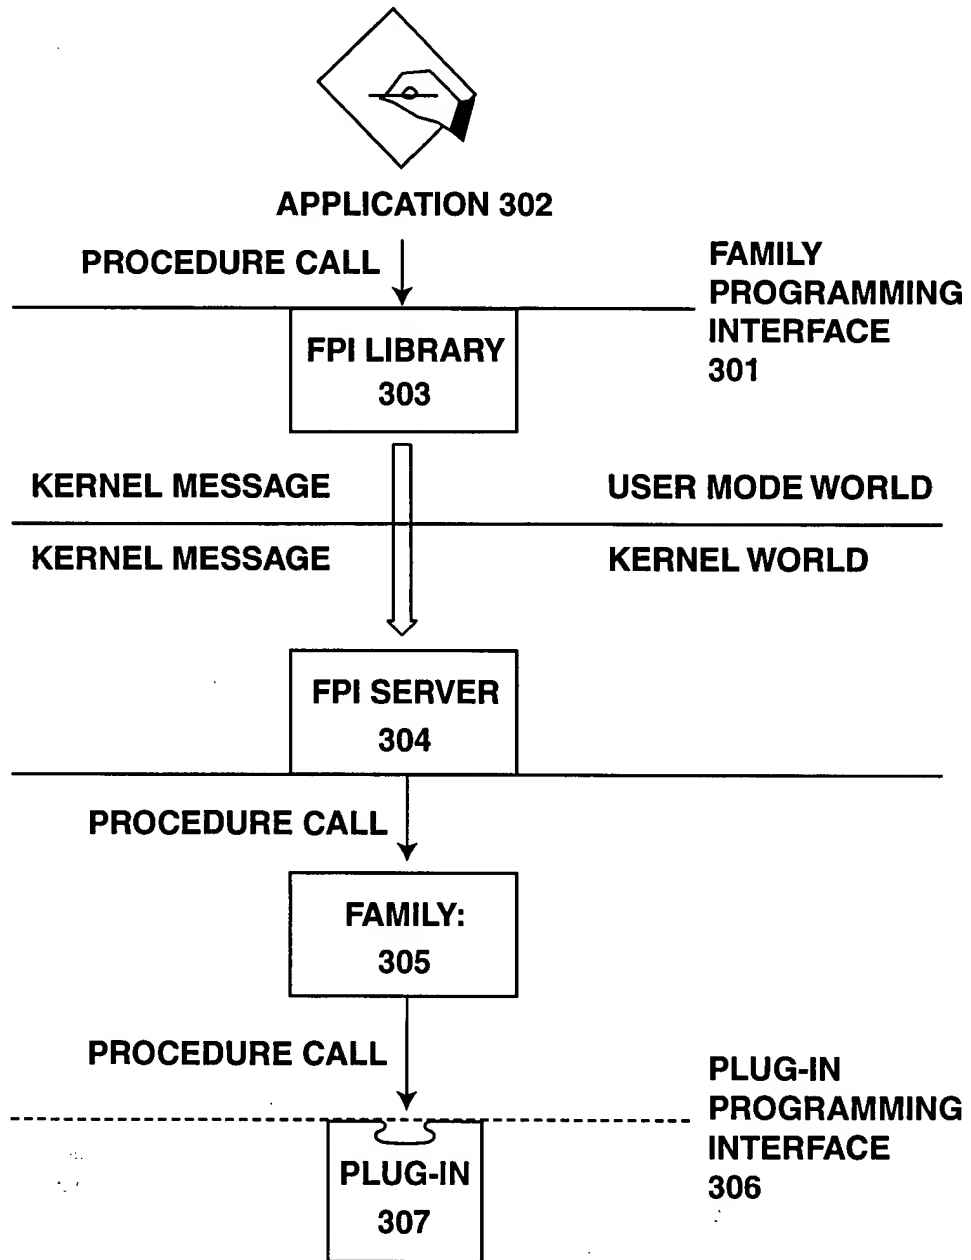 APPLICATION 302
PROCEDURE CALL
FAMILY
PROGRAMMING
INTERFACE
301
FPI LIBRARY
303
KERNEL MESSAGE
USER MODE WORLD
KERNEL MESSAGE
KERNEL WORLD
FPI SERVER
304
PROCEDURE CALL
FAMILY:
305
PROCEDURE CALL
PLUG-IN
PROGRAMMING
INTERFACE
306
PLUG-IN
307